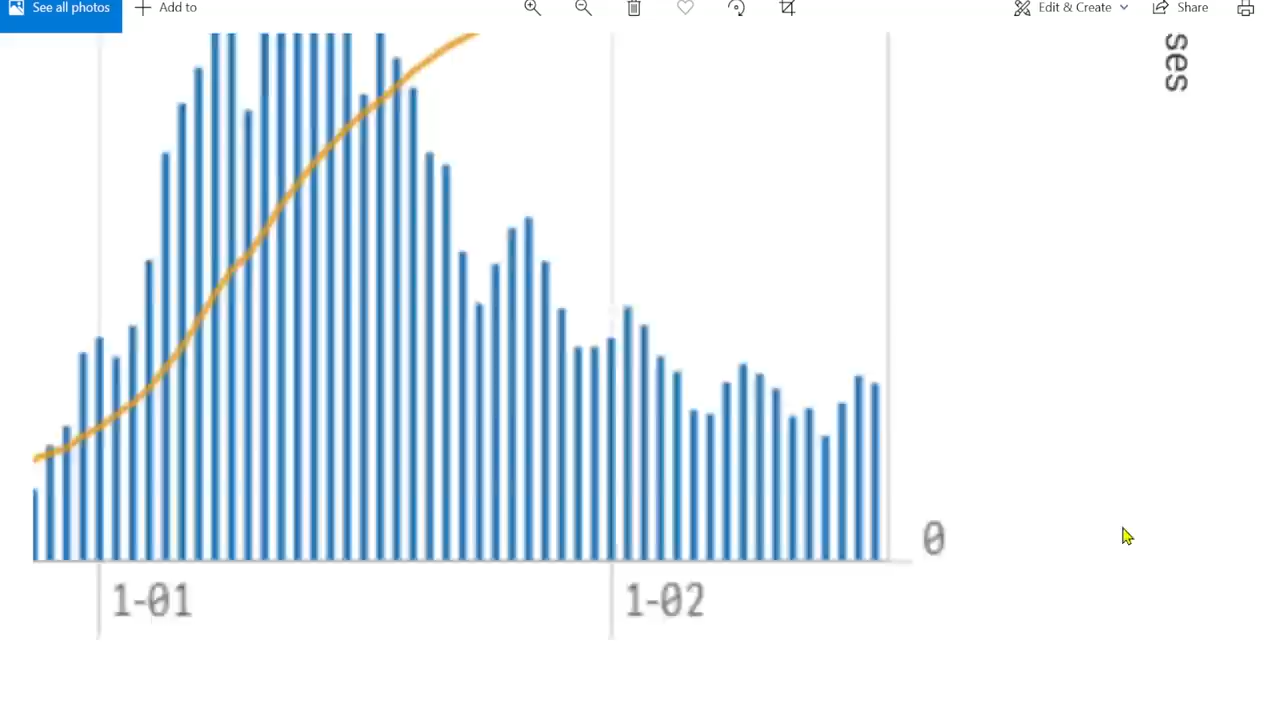 See all photos
Add to
Edit & Create
Share
ses
0
1-01
1-02